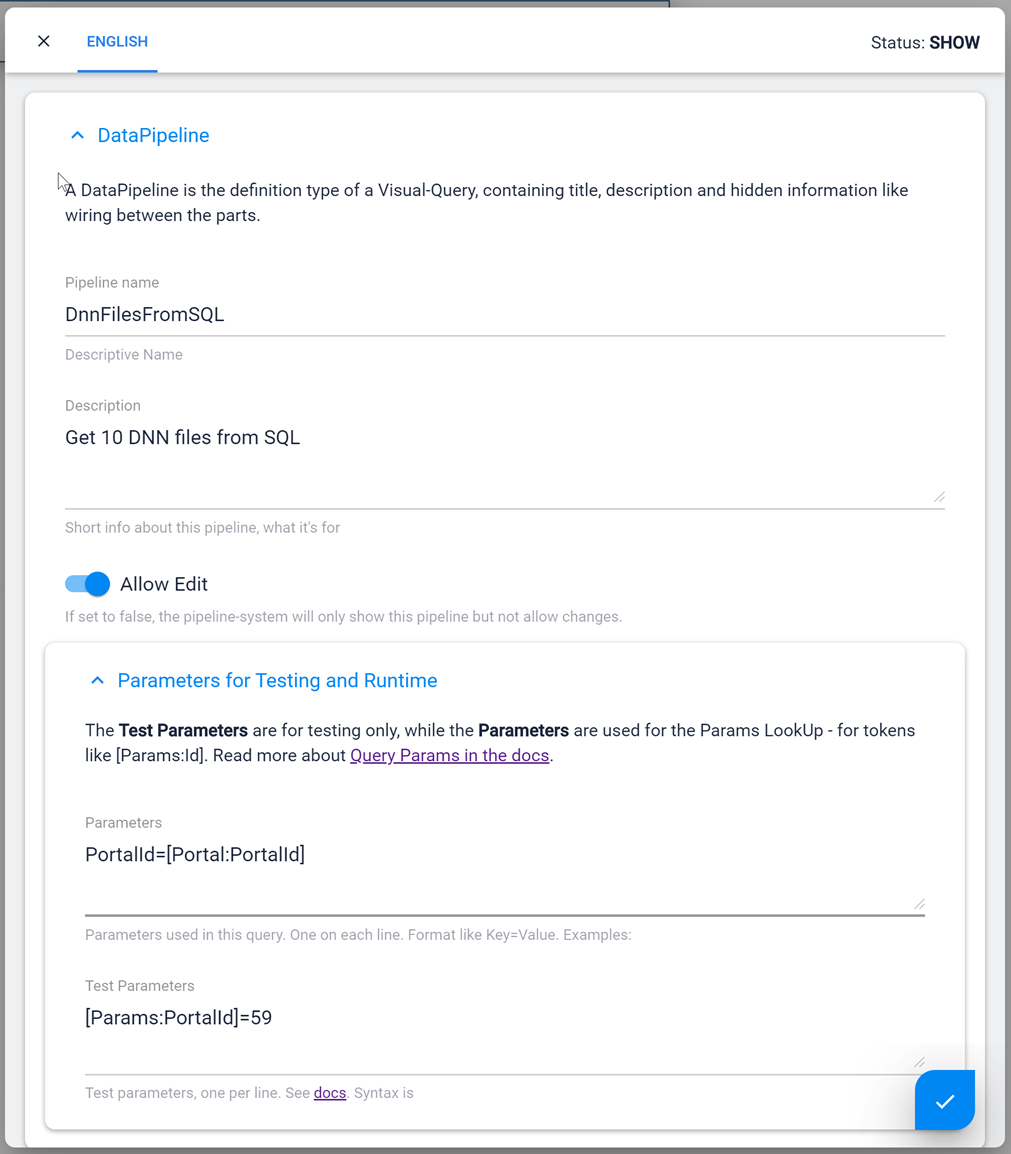 ENGLISH
Status: SHOW
DataPipeline
A DataPipeline is the definition type of a Visual-Query, containing title, description and hidden information like
wiring between the parts.
Pipeline name
DnnFilesFromSQL
Descriptive Name
Description
Get 10 DNN files from SQL
Short info about this pipeline, what it's for
Allow Edit
If set to false, the pipeline-system will only show this pipeline but not allow changes.
Parameters for Testing and Runtime
The Test Parameters are for testing only, while the Parameters are used for the Params LookUp - for tokens
like [Params:Id]. Read more about Query Params in the docs.
Parameters
PortalId=[Portal:PortalId]
Parameters used in this query. One on each line. Format like Key=Value. Examples:
Test Parameters
[Params:PortalId]=59
Test parameters, one per line. See docs. Syntax is